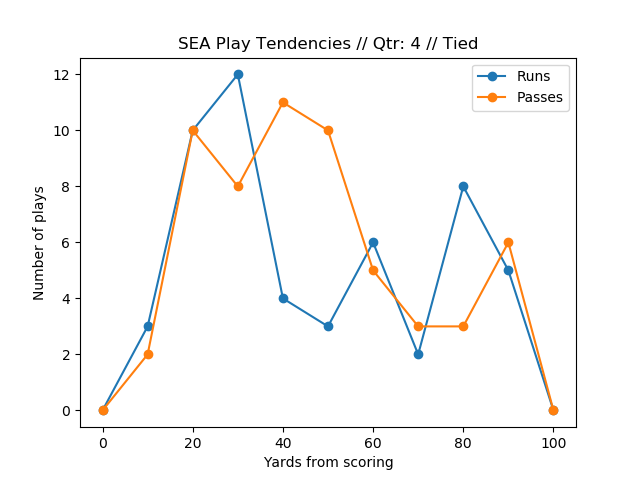 SEA Play Tendencies // Qtr: 4 // Tied
Runs
Passes
Number of plays
12
10
8
6
4
2
0
0 20 40 60 80 100
Yards from scoring